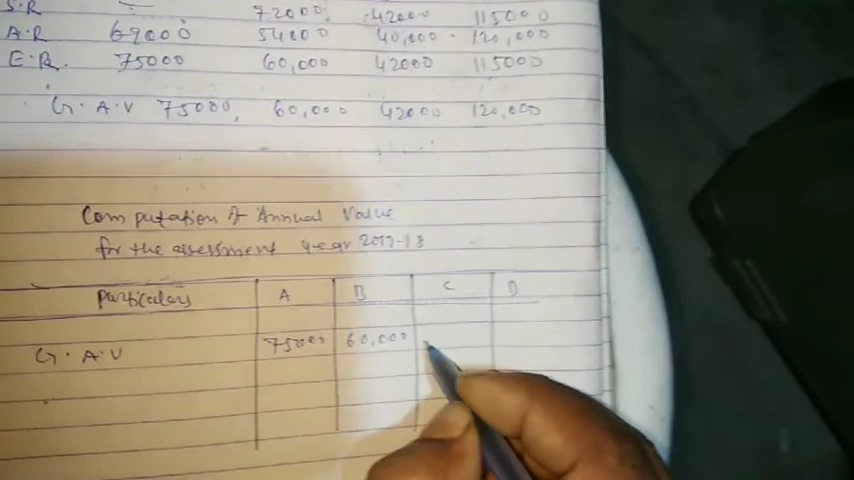 S.R 72000 42000 115000
A.R 69000 54000 40,000 120,000
E.R. 75000 60,000 42000 115000
G.A.V 75000, 60,000 42000 120,000
Computation of Annual Value
for the assessment year 2017-18
particulars A B C D
G.A.V 75000 60,000